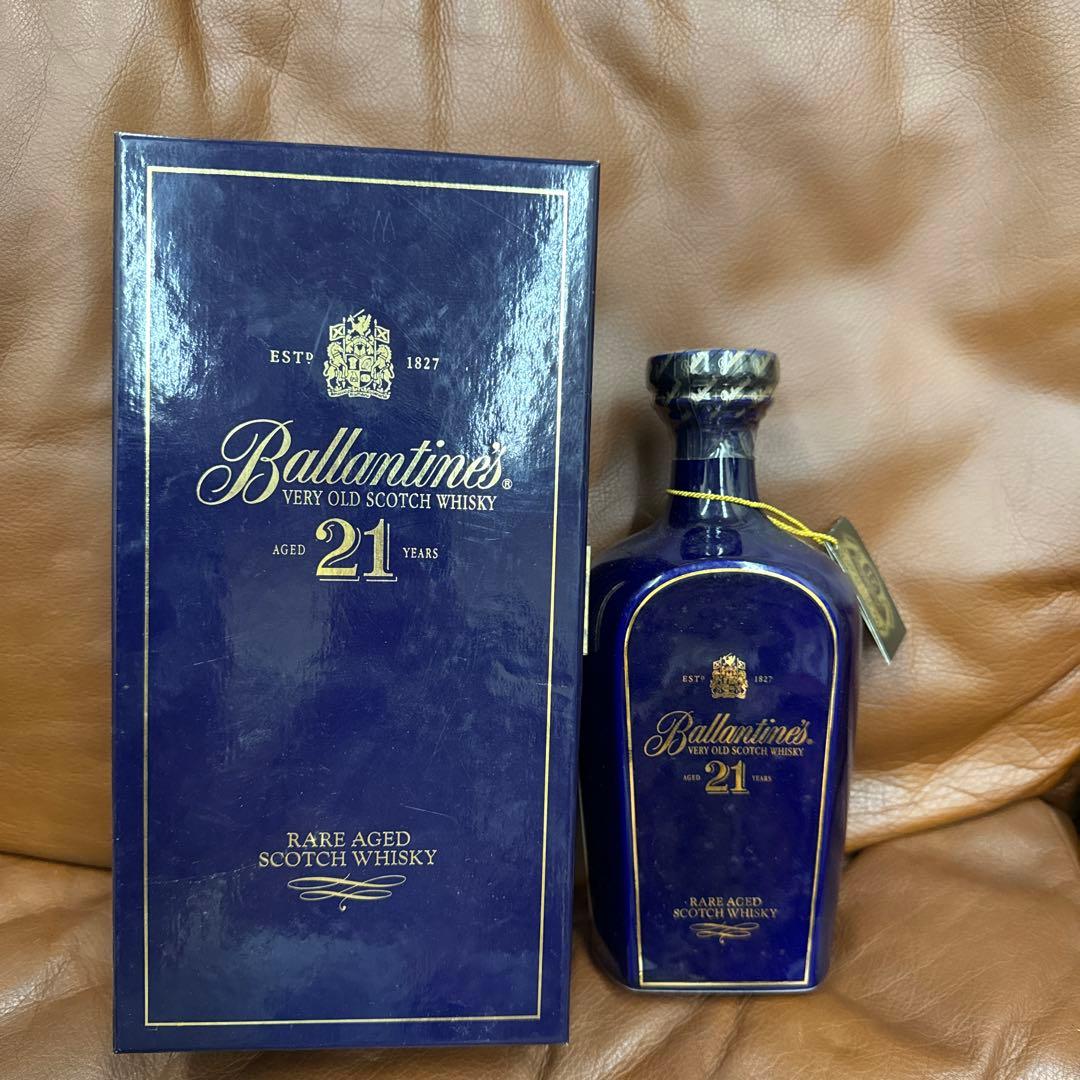 ESTD 1827
Ballantine's®
VERY OLD SCOTCH WHISKY
AGED 21 YEARS
RARE AGED
SCOTCH WHISKY
ESTD 1827
Ballantine's®
VERY OLD SCOTCH WHISKY
AGED 21 YEARS
RARE AGED
SCOTCH WHISKY